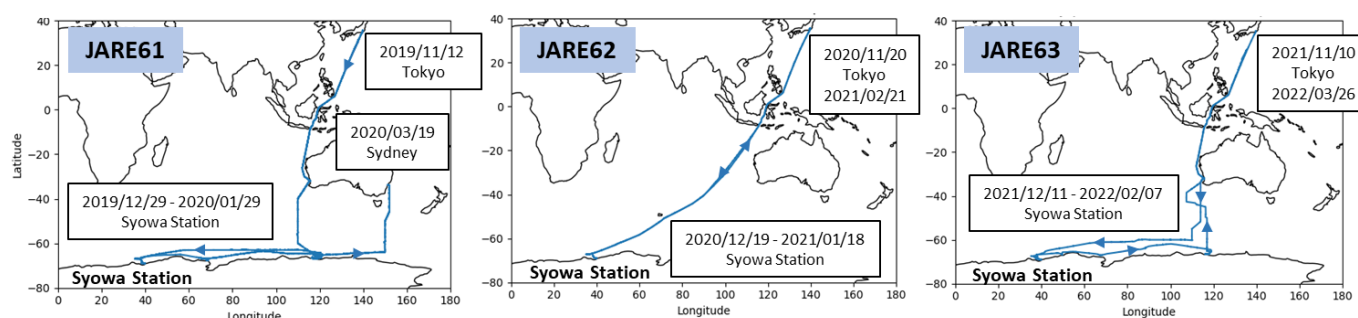 JARE61
2019/11/12
Tokyo
2020/03/19
Sydney
2019/12/29 - 2020/01/29
Syowa Station
Syowa Station
Latitude
40
20
0
−20
−40
−60
−80
0
20
40
60
80
100
120
140
160
180
Longitude
JARE62
2020/11/20
Tokyo
2021/02/21
2020/12/19 - 2021/01/18
Syowa Station
Syowa Station
40
20
0
−20
−40
−60
−80
0
20
40
60
80
100
120
140
160
180
Longitude
JARE63
2021/11/10
Tokyo
2022/03/26
2021/12/11 - 2022/02/07
Syowa Station
Syowa Station
40
20
0
−20
−40
−60
−80
0
20
40
60
80
100
120
140
160
180
Longitude